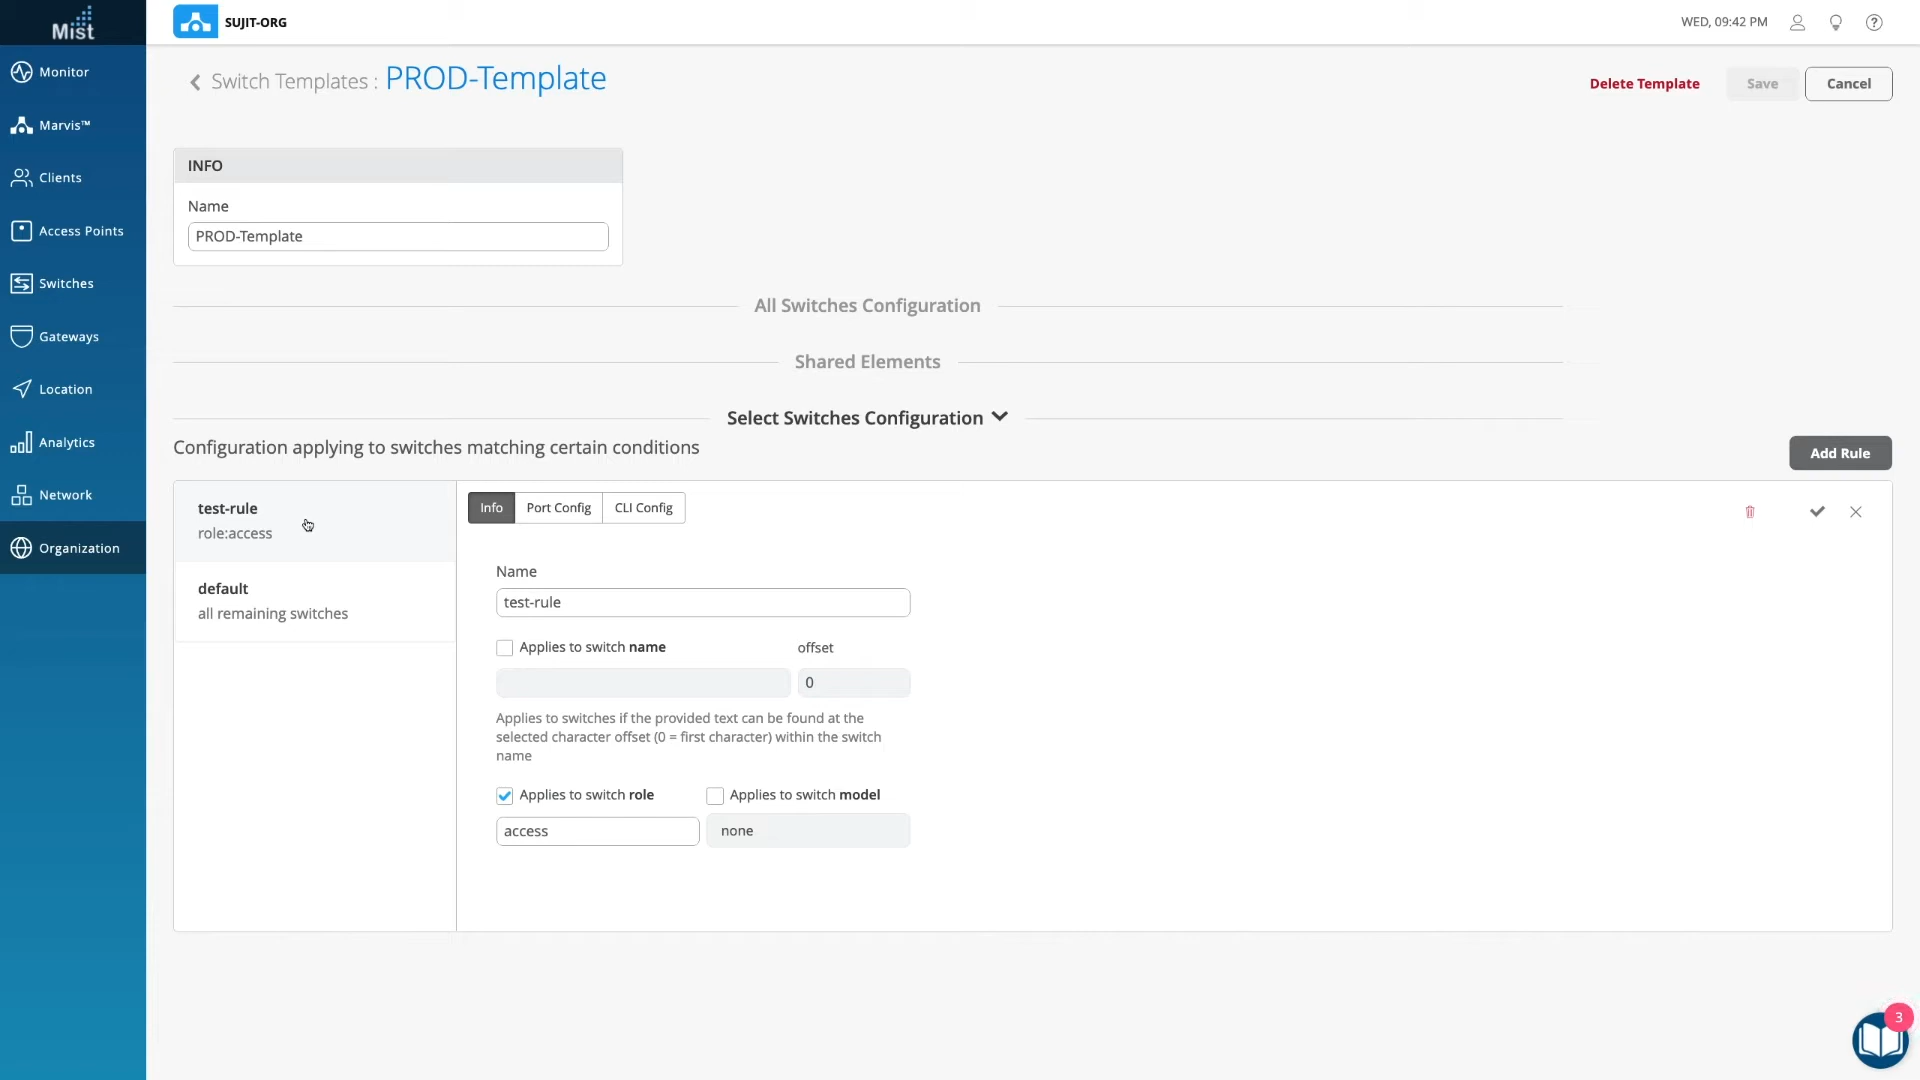 Mist
SUJIT-ORG
WED, 09:42 PM
Monitor
Marvis™
Clients
Access Points
Switches
Gateways
Location
Analytics
Network
Organization
Switch Templates : PROD-Template
Delete Template
Save
Cancel
INFO
Name
PROD-Template
All Switches Configuration
Shared Elements
Select Switches Configuration
Configuration applying to switches matching certain conditions
Add Rule
test-rule
role:access
default
all remaining switches
Info
Port Config
CLI Config
Name
test-rule
Applies to switch name
offset
0
Applies to switches if the provided text can be found at the
selected character offset (0 = first character) within the switch
name
Applies to switch role
Applies to switch model
access
none
3